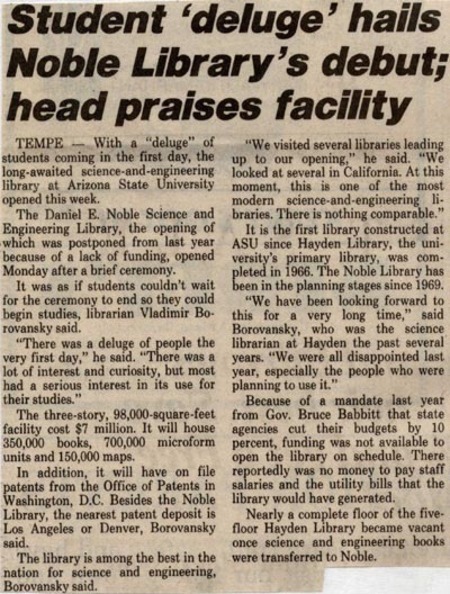 Student ‘deluge’ hails
Noble Library’s debut;
head praises facility
TEMPE — With a “deluge” of
students coming in the first day, the
long-awaited science-and-engineering
library at Arizona State University
opened this week.
The Daniel E. Noble Science and
Engineering Library, the opening of
which was postponed from last year
because of a lack of funding, opened
Monday after a brief ceremony.
It was as if students couldn’t wait
for the ceremony to end so they could
begin studies, librarian Vladimir Bo-
rovansky said.
“There was a deluge of people the
very first day,” he said. “There was a
lot of interest and curiosity, but most
had a serious interest in its use for
their studies.”
The three-story, 98,000-square-feet
facility cost $7 million. It will house
350,000 books, 700,000 microform
units and 150,000 maps.
In addition, it will have on file
patents from the Office of Patents in
Washington, D.C. Besides the Noble
Library, the nearest patent deposit is
Los Angeles or Denver, Borovansky
said.
The library is among the best in the
nation for science and engineering,
Borovansky said.
“We visited several libraries leading
up to our opening,” he said. “We
looked at several in California. At this
moment, this is one of the most
modern science-and-engineering li-
braries. There is nothing comparable.”
It is the first library constructed at
ASU since Hayden Library, the uni-
versity’s primary library, was com-
pleted in 1966. The Noble Library has
been in the planning stages since 1969.
“We have been looking forward to
this for a very long time,” said
Borovansky, who was the science
librarian at Hayden the past several
years. “We were all disappointed last
year, especially the people who were
planning to use it.”
Because of a mandate last year
from Gov. Bruce Babbitt that state
agencies cut their budgets by 10
percent, funding was not available to
open the library on schedule. There
reportedly was no money to pay staff
salaries and the utility bills that the
library would have generated.
Nearly a complete floor of the five-
floor Hayden Library became vacant
once science and engineering books
were transferred to Noble.